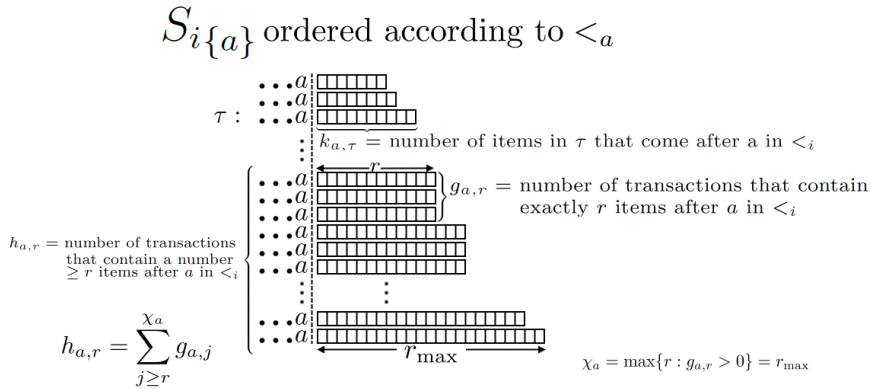 S_{i{a}} ordered according to <_a
...a
...a
τ : ...a
k_{a,τ} = number of items in τ that come after a in <_i
⋮
r
...a
...a
...a
g_{a,r} = number of transactions that contain
exactly r items after a in <_i
...a
...a
...a
h_{a,r} = number of transactions
that contain a number
≥ r items after a in <_i
⋮ ⋮
...a
...a
r_max
h_{a,r} = ∑_{j≥r}^{χ_a} g_{a,j}
χ_a = max{r : g_{a,r} > 0} = r_max